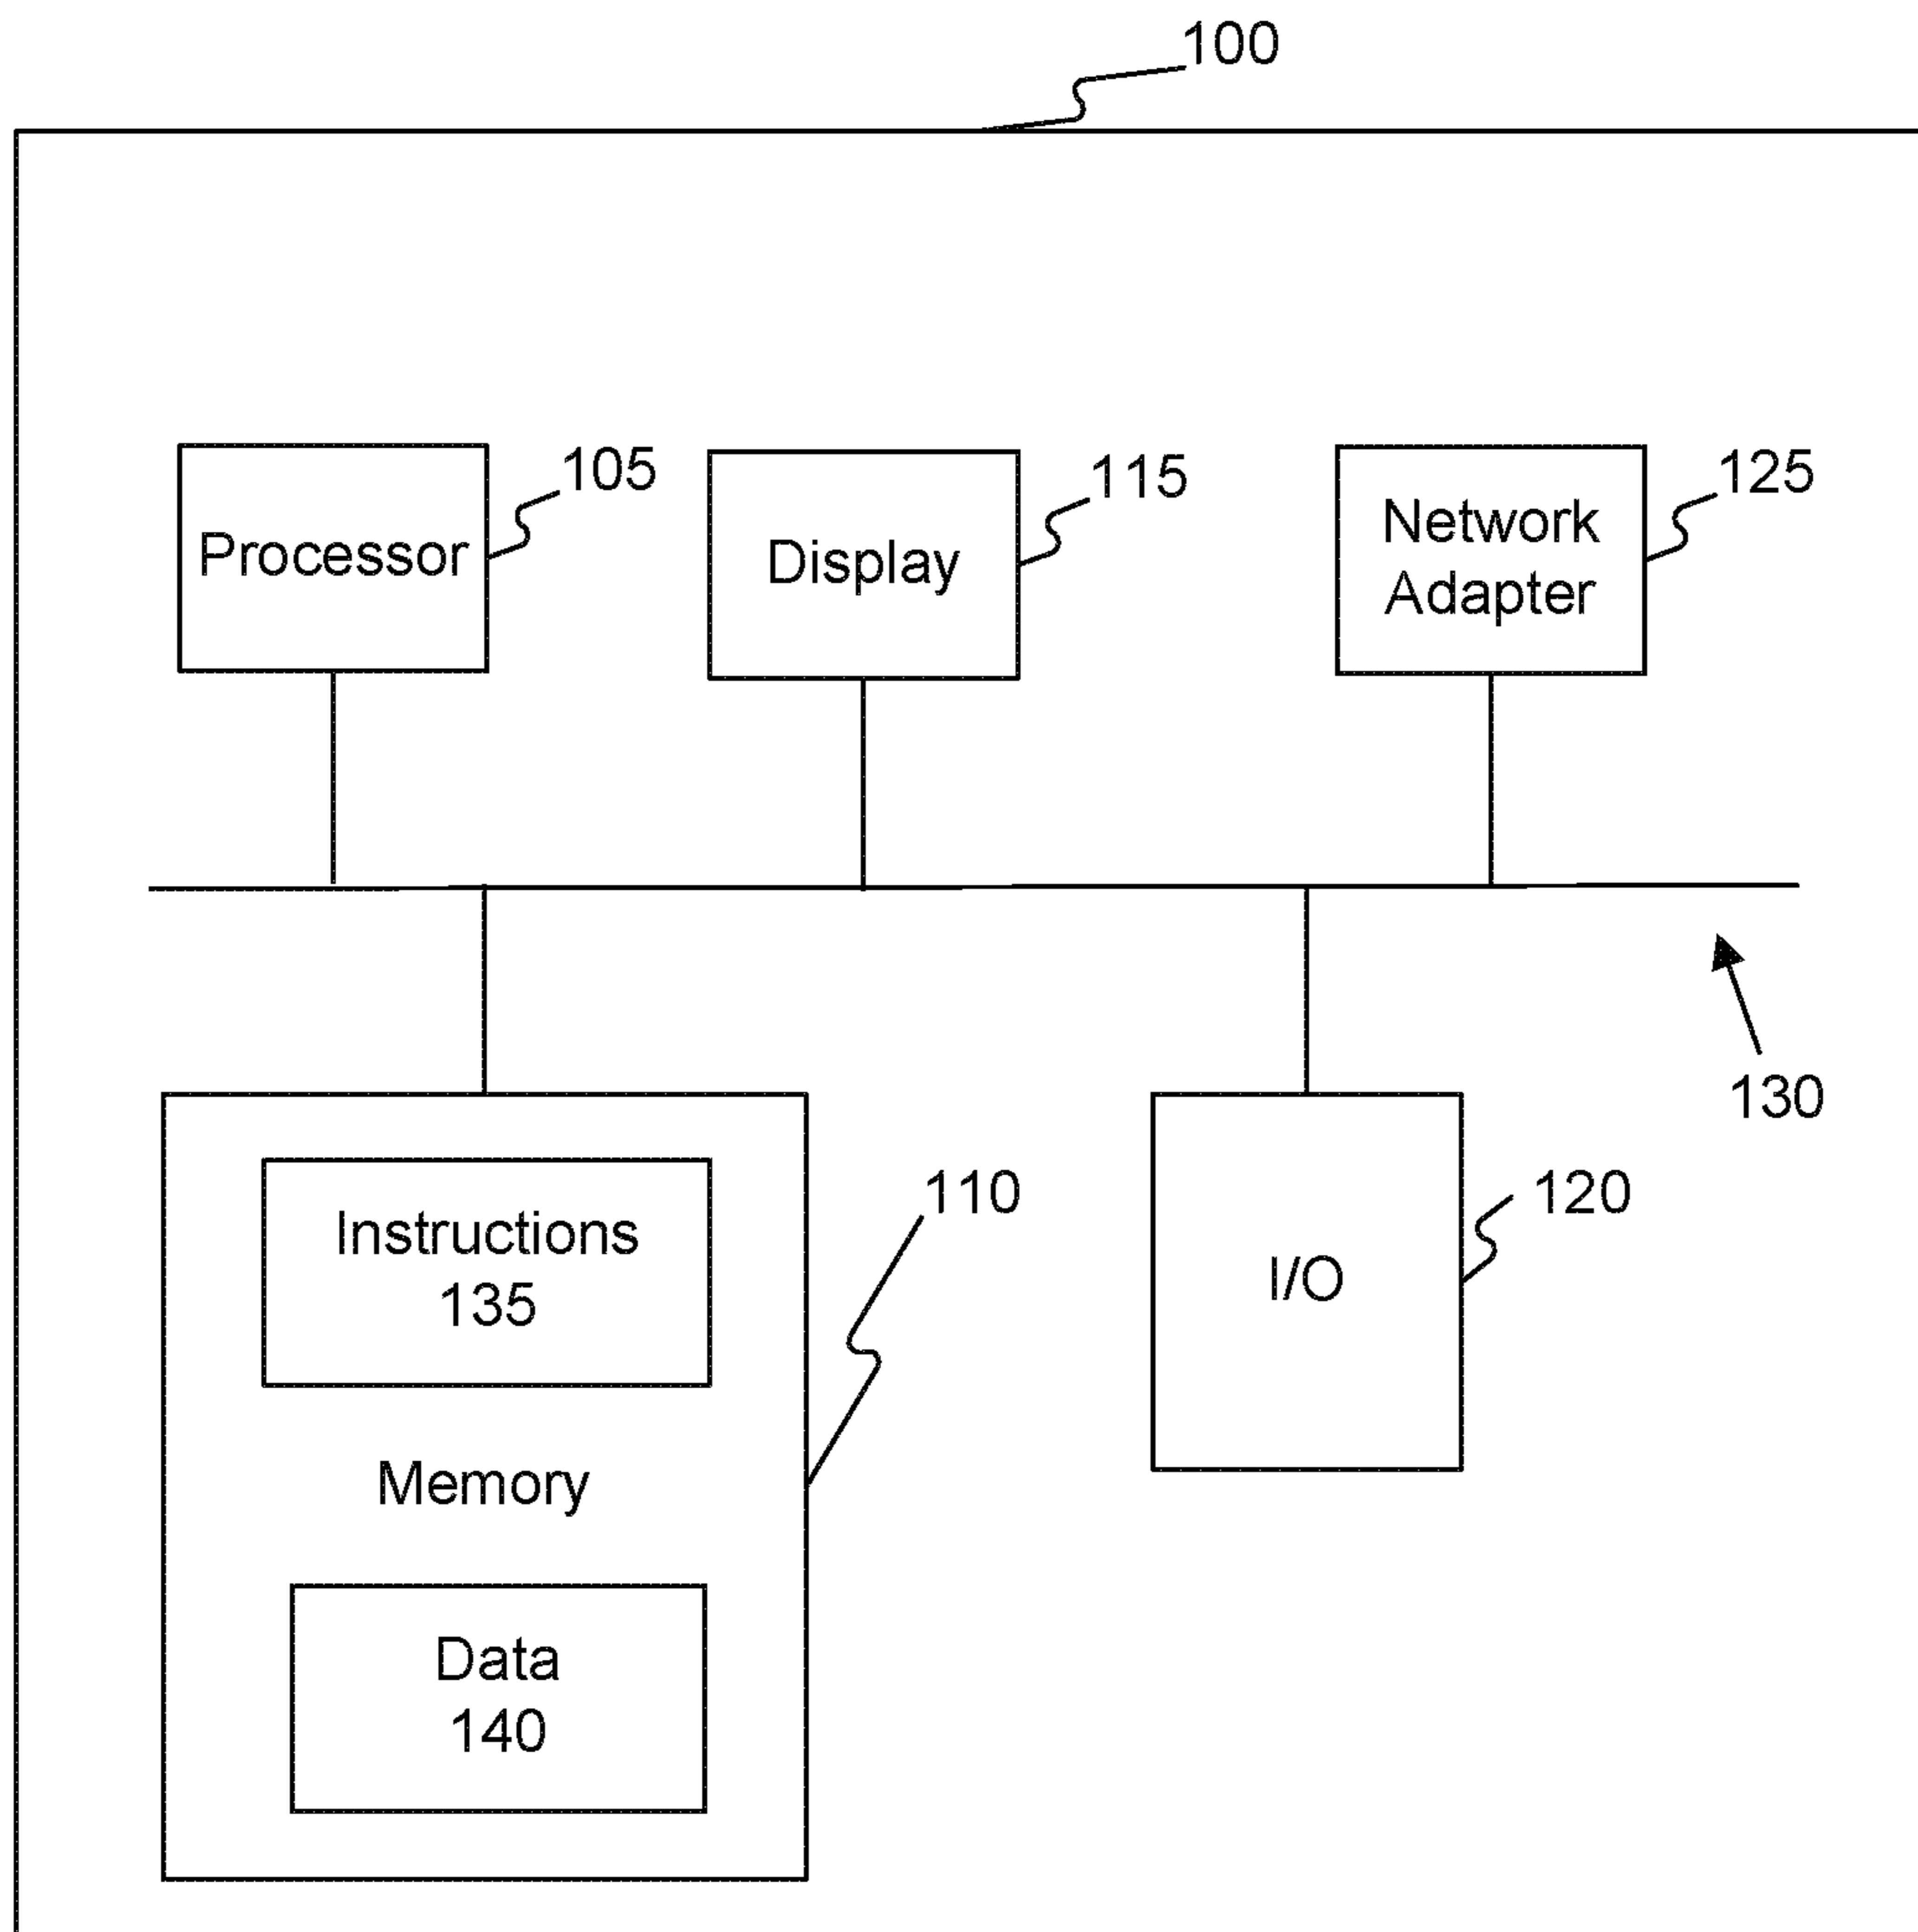 100
Processor
105
Display
115
Network
Adapter
125
130
Instructions
135
Memory
Data
140
110
I/O
120